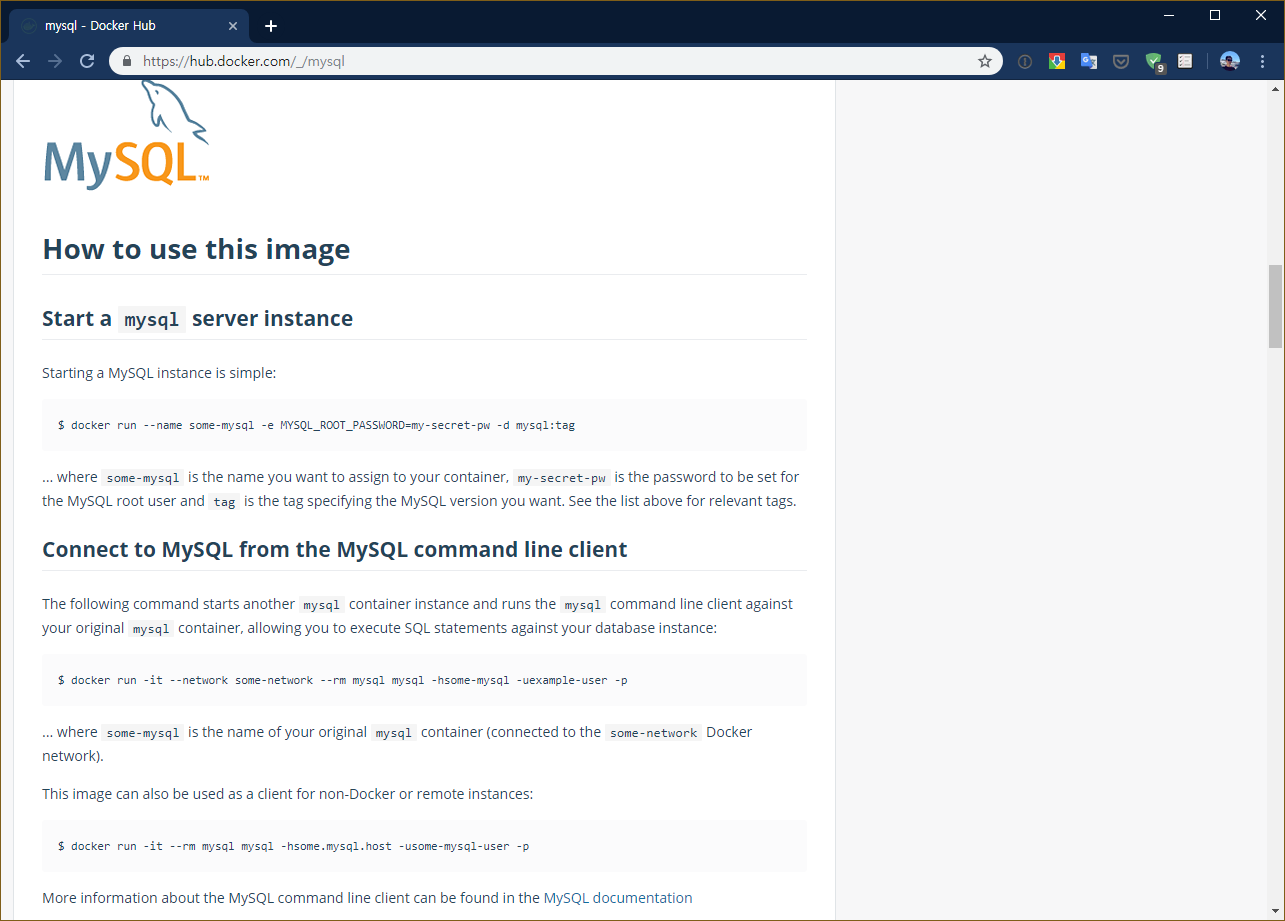 mysql - Docker Hub
https://hub.docker.com/_/mysql
9
MySQL™
How to use this image
Start a mysql server instance
Starting a MySQL instance is simple:
$ docker run --name some-mysql -e MYSQL_ROOT_PASSWORD=my-secret-pw -d mysql:tag
... where some-mysql is the name you want to assign to your container, my-secret-pw is the password to be set for
the MySQL root user and tag is the tag specifying the MySQL version you want. See the list above for relevant tags.
Connect to MySQL from the MySQL command line client
The following command starts another mysql container instance and runs the mysql command line client against
your original mysql container, allowing you to execute SQL statements against your database instance:
$ docker run -it --network some-network --rm mysql mysql -hsome-mysql -uexample-user -p
... where some-mysql is the name of your original mysql container (connected to the some-network Docker
network).
This image can also be used as a client for non-Docker or remote instances:
$ docker run -it --rm mysql mysql -hsome.mysql.host -usome-mysql-user -p
More information about the MySQL command line client can be found in the MySQL documentation